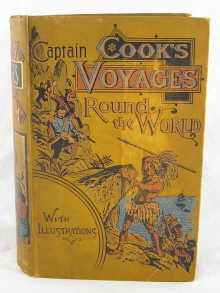 Captain
COOK'S
VOYAGES
Round
the WORLD
WITH
ILLUSTRATIONS